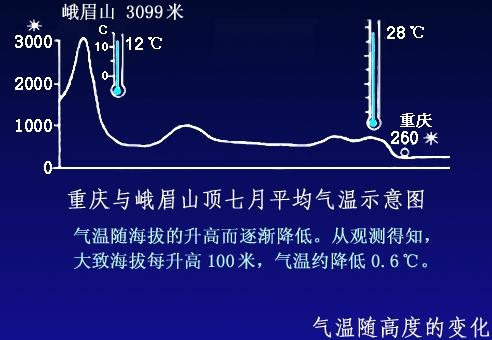 峨眉山 3099米
C
3000
10
12℃
28℃
2000
0
1000
重庆
260
0
重庆与峨眉山顶七月平均气温示意图
气温随海拔的升高而逐渐降低。从观测得知，
大致海拔每升高100米，气温约降低0.6℃。
气温随高度的变化